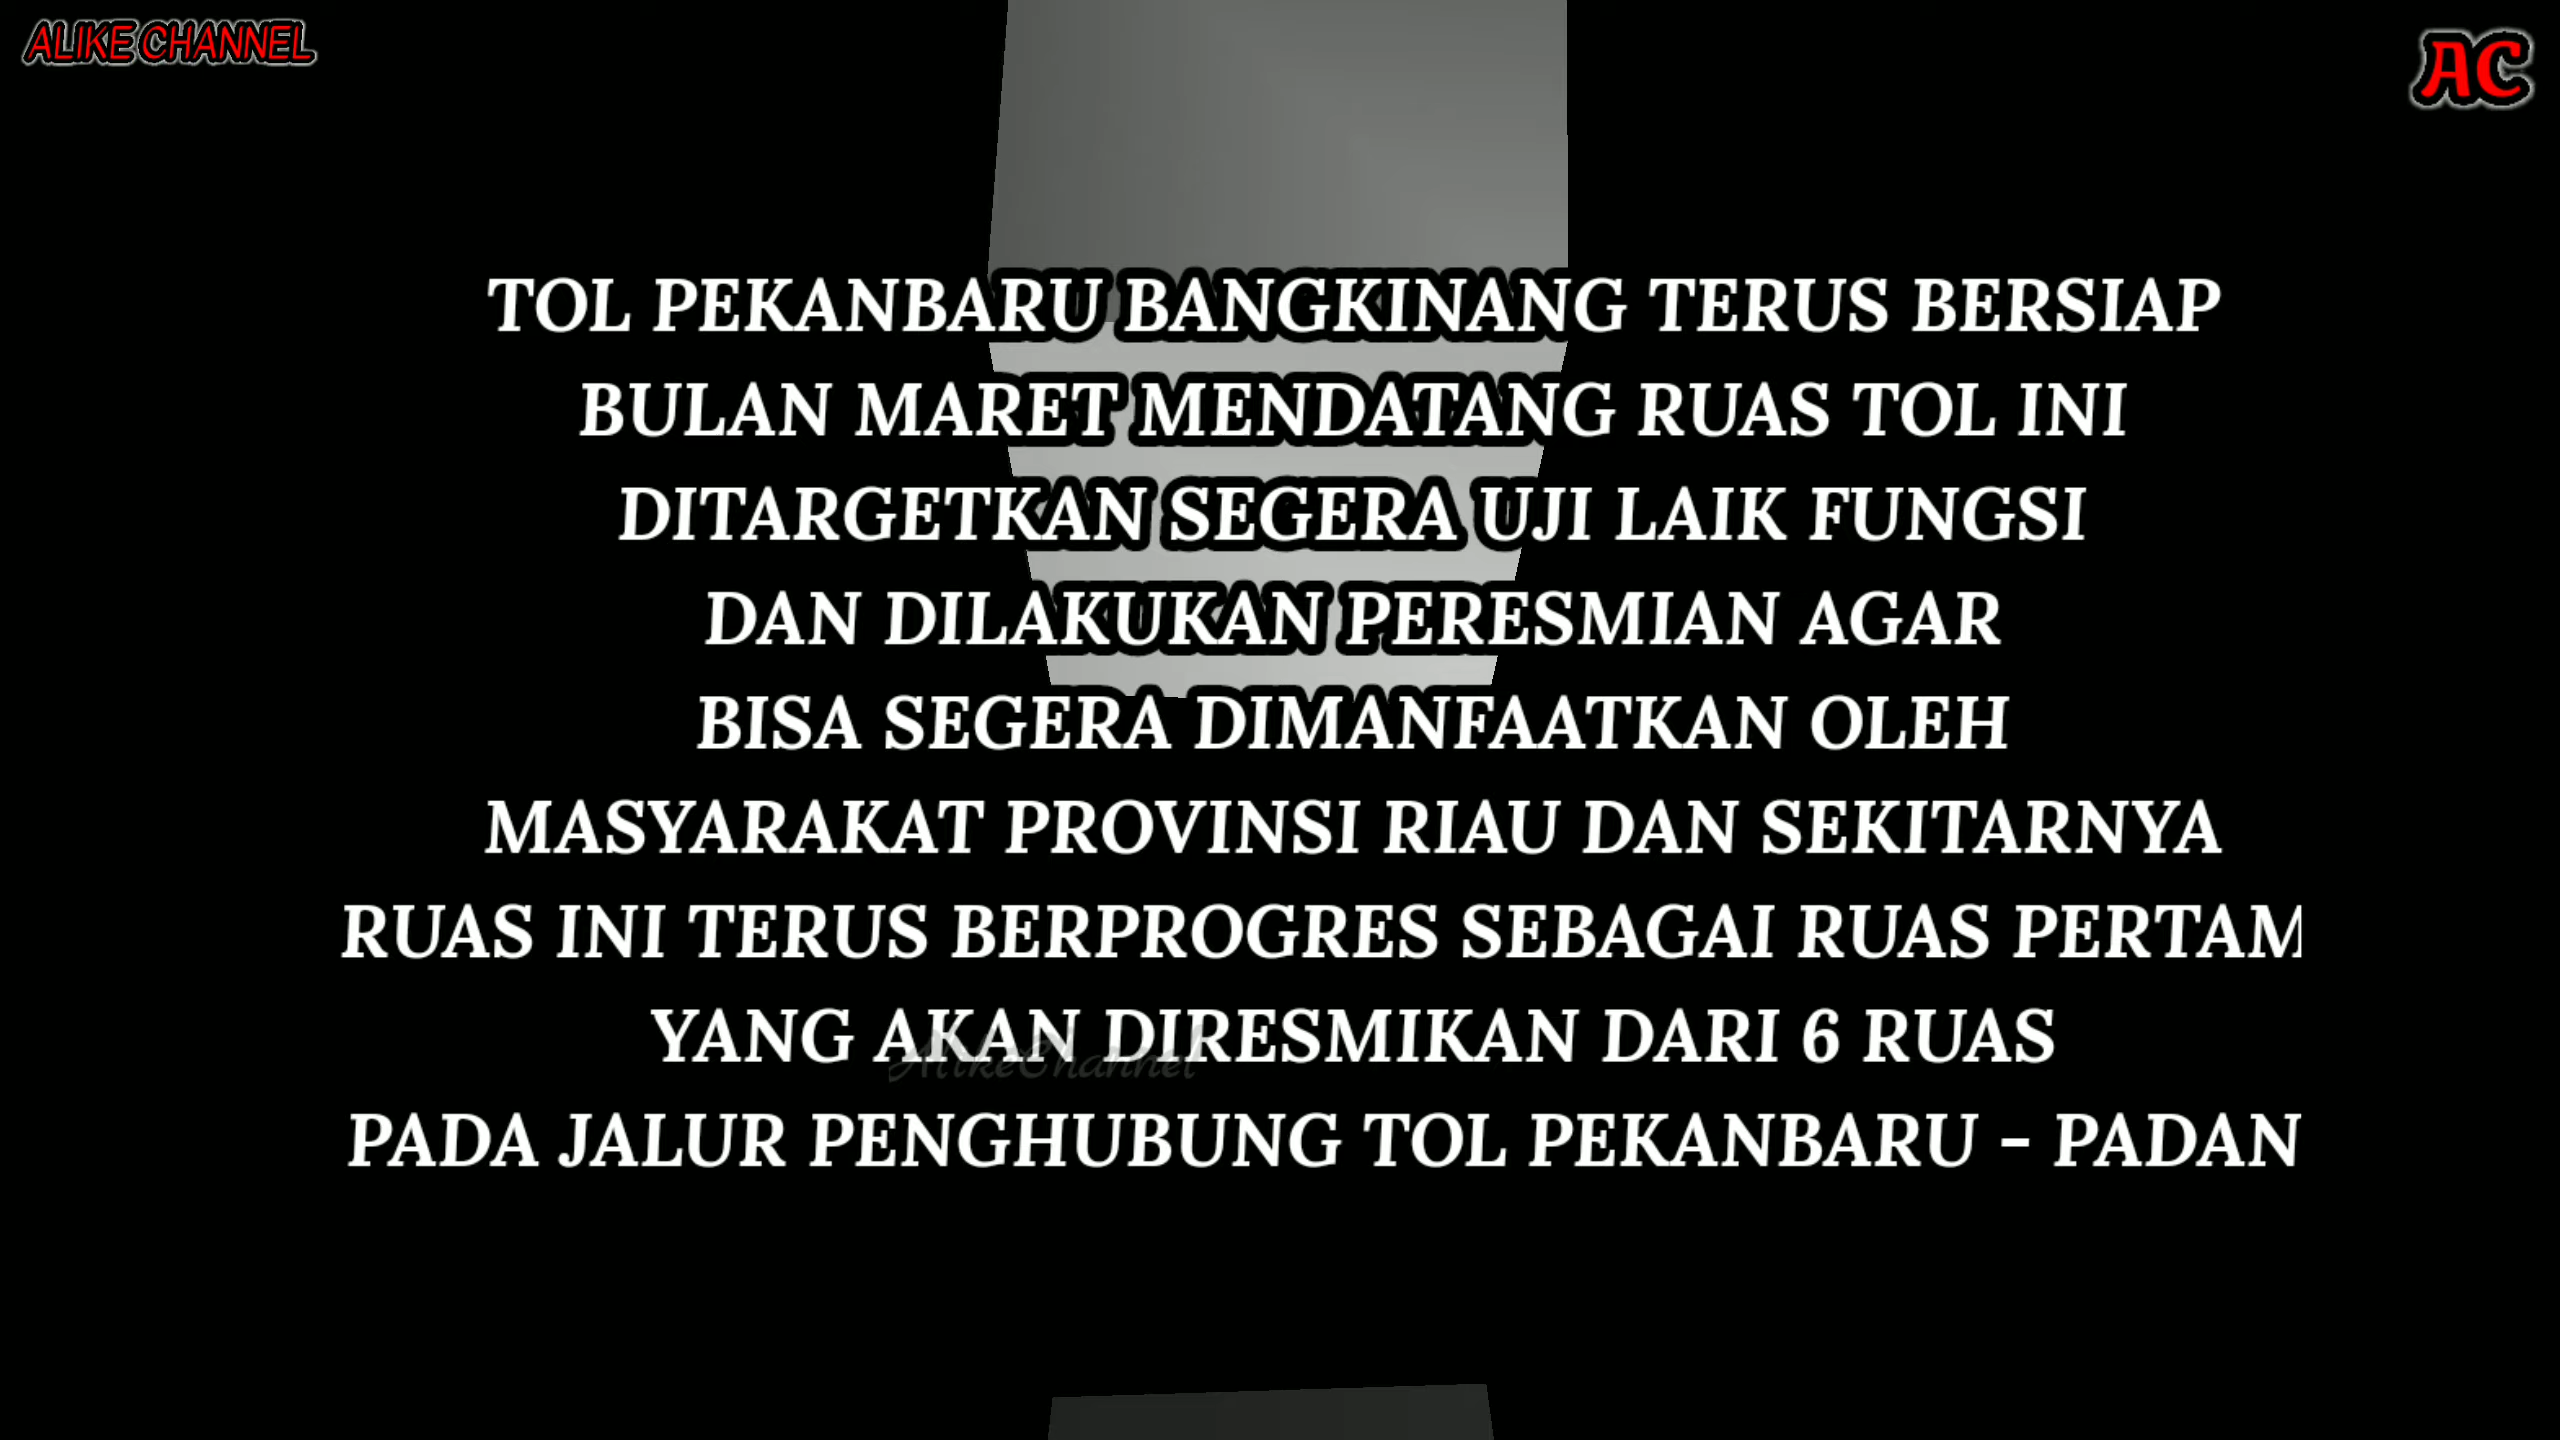 ALIKE CHANNEL
AC
TOL PEKANBARU BANGKINANG TERUS BERSIAP
BULAN MARET MENDATANG RUAS TOL INI
DITARGETKAN SEGERA UJI LAIK FUNGSI
DAN DILAKUKAN PERESMIAN AGAR
BISA SEGERA DIMANFAATKAN OLEH
MASYARAKAT PROVINSI RIAU DAN SEKITARNYA
RUAS INI TERUS BERPROGRES SEBAGAI RUAS PERTAM
YANG AKAN DIRESMIKAN DARI 6 RUAS
AlikeChannel
PADA JALUR PENGHUBUNG TOL PEKANBARU - PADAN